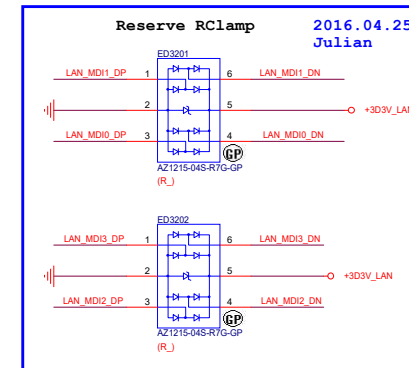 Reserve RClamp
2016.04.25
Julian
ED3201
LAN_MDI1_DP 1 6 LAN_MDI1_DN
2 5 +3D3V_LAN
LAN_MDI0_DP 3 4 LAN_MDI0_DN
GP
AZ1215-04S-R7G-GP
(R_)
ED3202
LAN_MDI3_DP 1 6 LAN_MDI3_DN
2 5 +3D3V_LAN
LAN_MDI2_DP 3 4 LAN_MDI2_DN
GP
AZ1215-04S-R7G-GP
(R_)